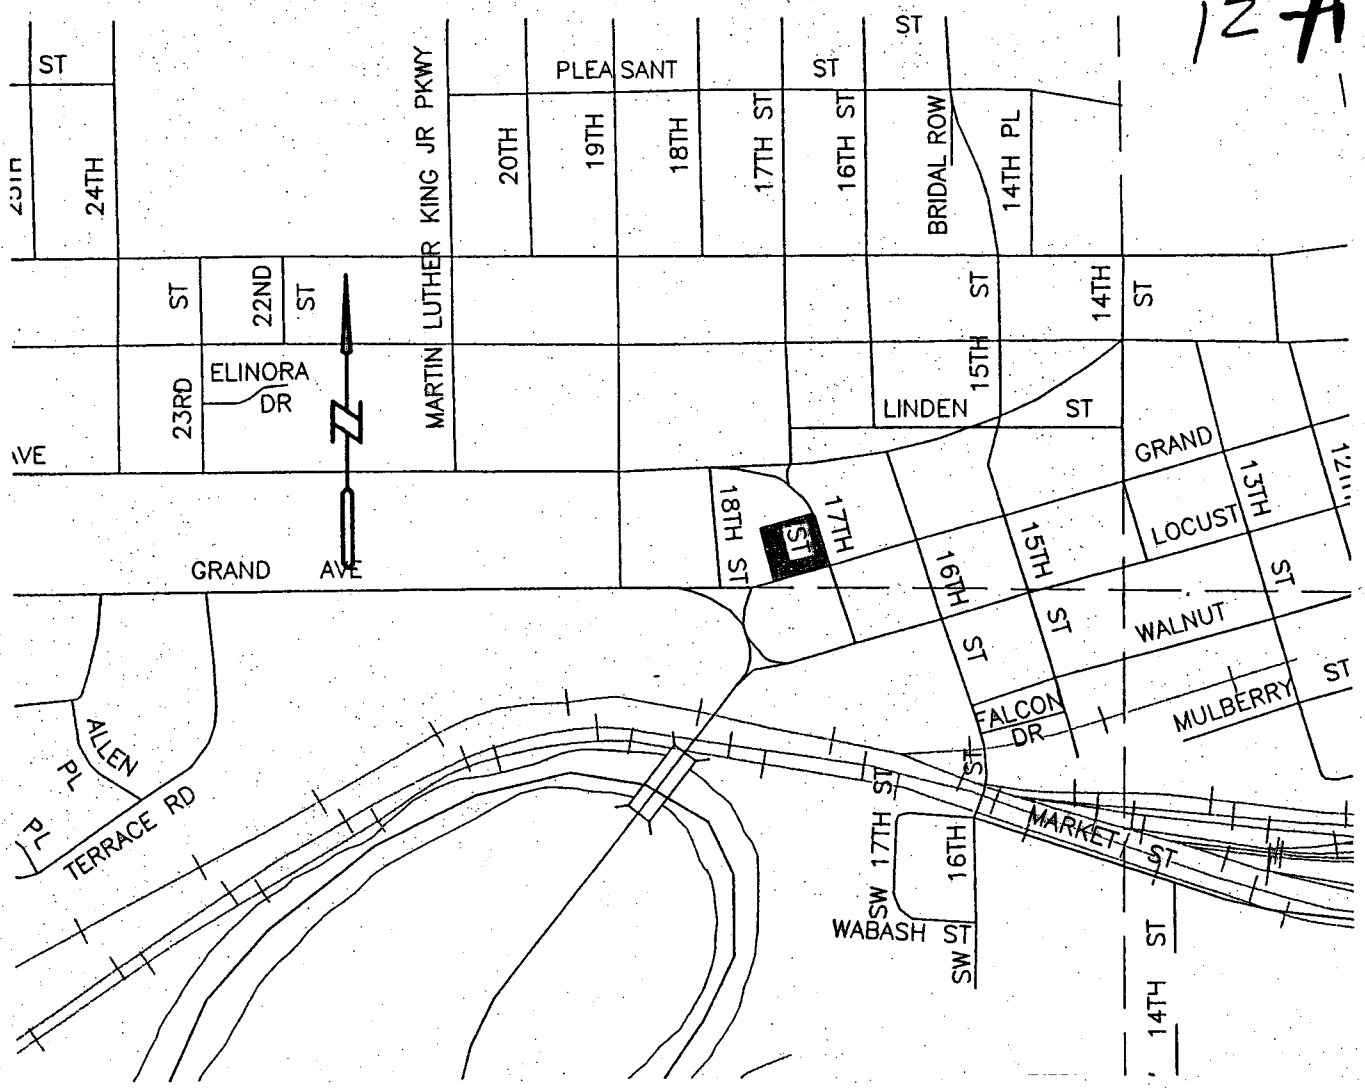 12
ST
ST
PLEASANT
ST
24TH
MARTIN LUTHER KING JR PKWY
20TH
19TH
18TH
17TH ST
16TH ST
BRIDAL ROW
14TH PL
ST
22ND
ST
ST
14TH
ST
15TH
ELINORA
DR
23RD
LINDEN
ST
AVE
GRAND
13TH
18TH ST
17TH
ST
LOCUST
15TH
16TH
ST
GRAND AVE
ST
ST
WALNUT
ST
MULBERRY
FALCON
DR
ST
ALLEN
PL
TERRACE RD
PL
SW 17TH ST
16TH
SW
MARKET
ST
WABASH ST
14TH ST